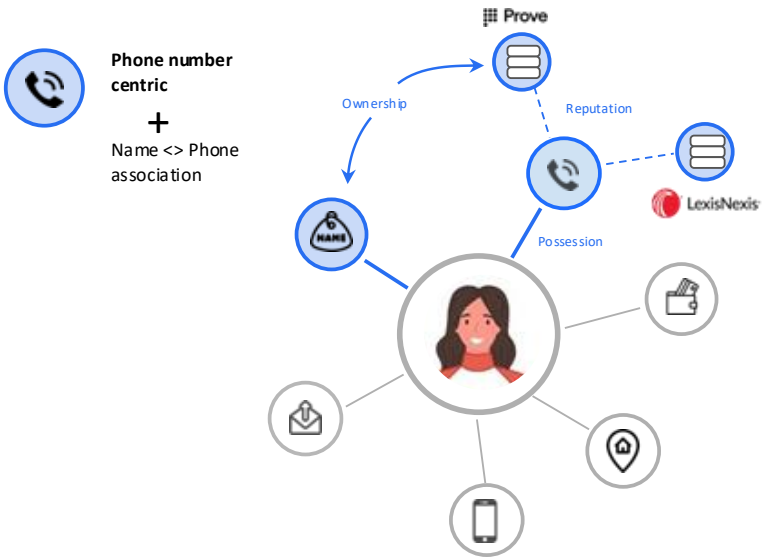 Prove
Phone number
centric
+
Name <> Phone
association
Ownership
Reputation
LexisNexis
NAME
Possession